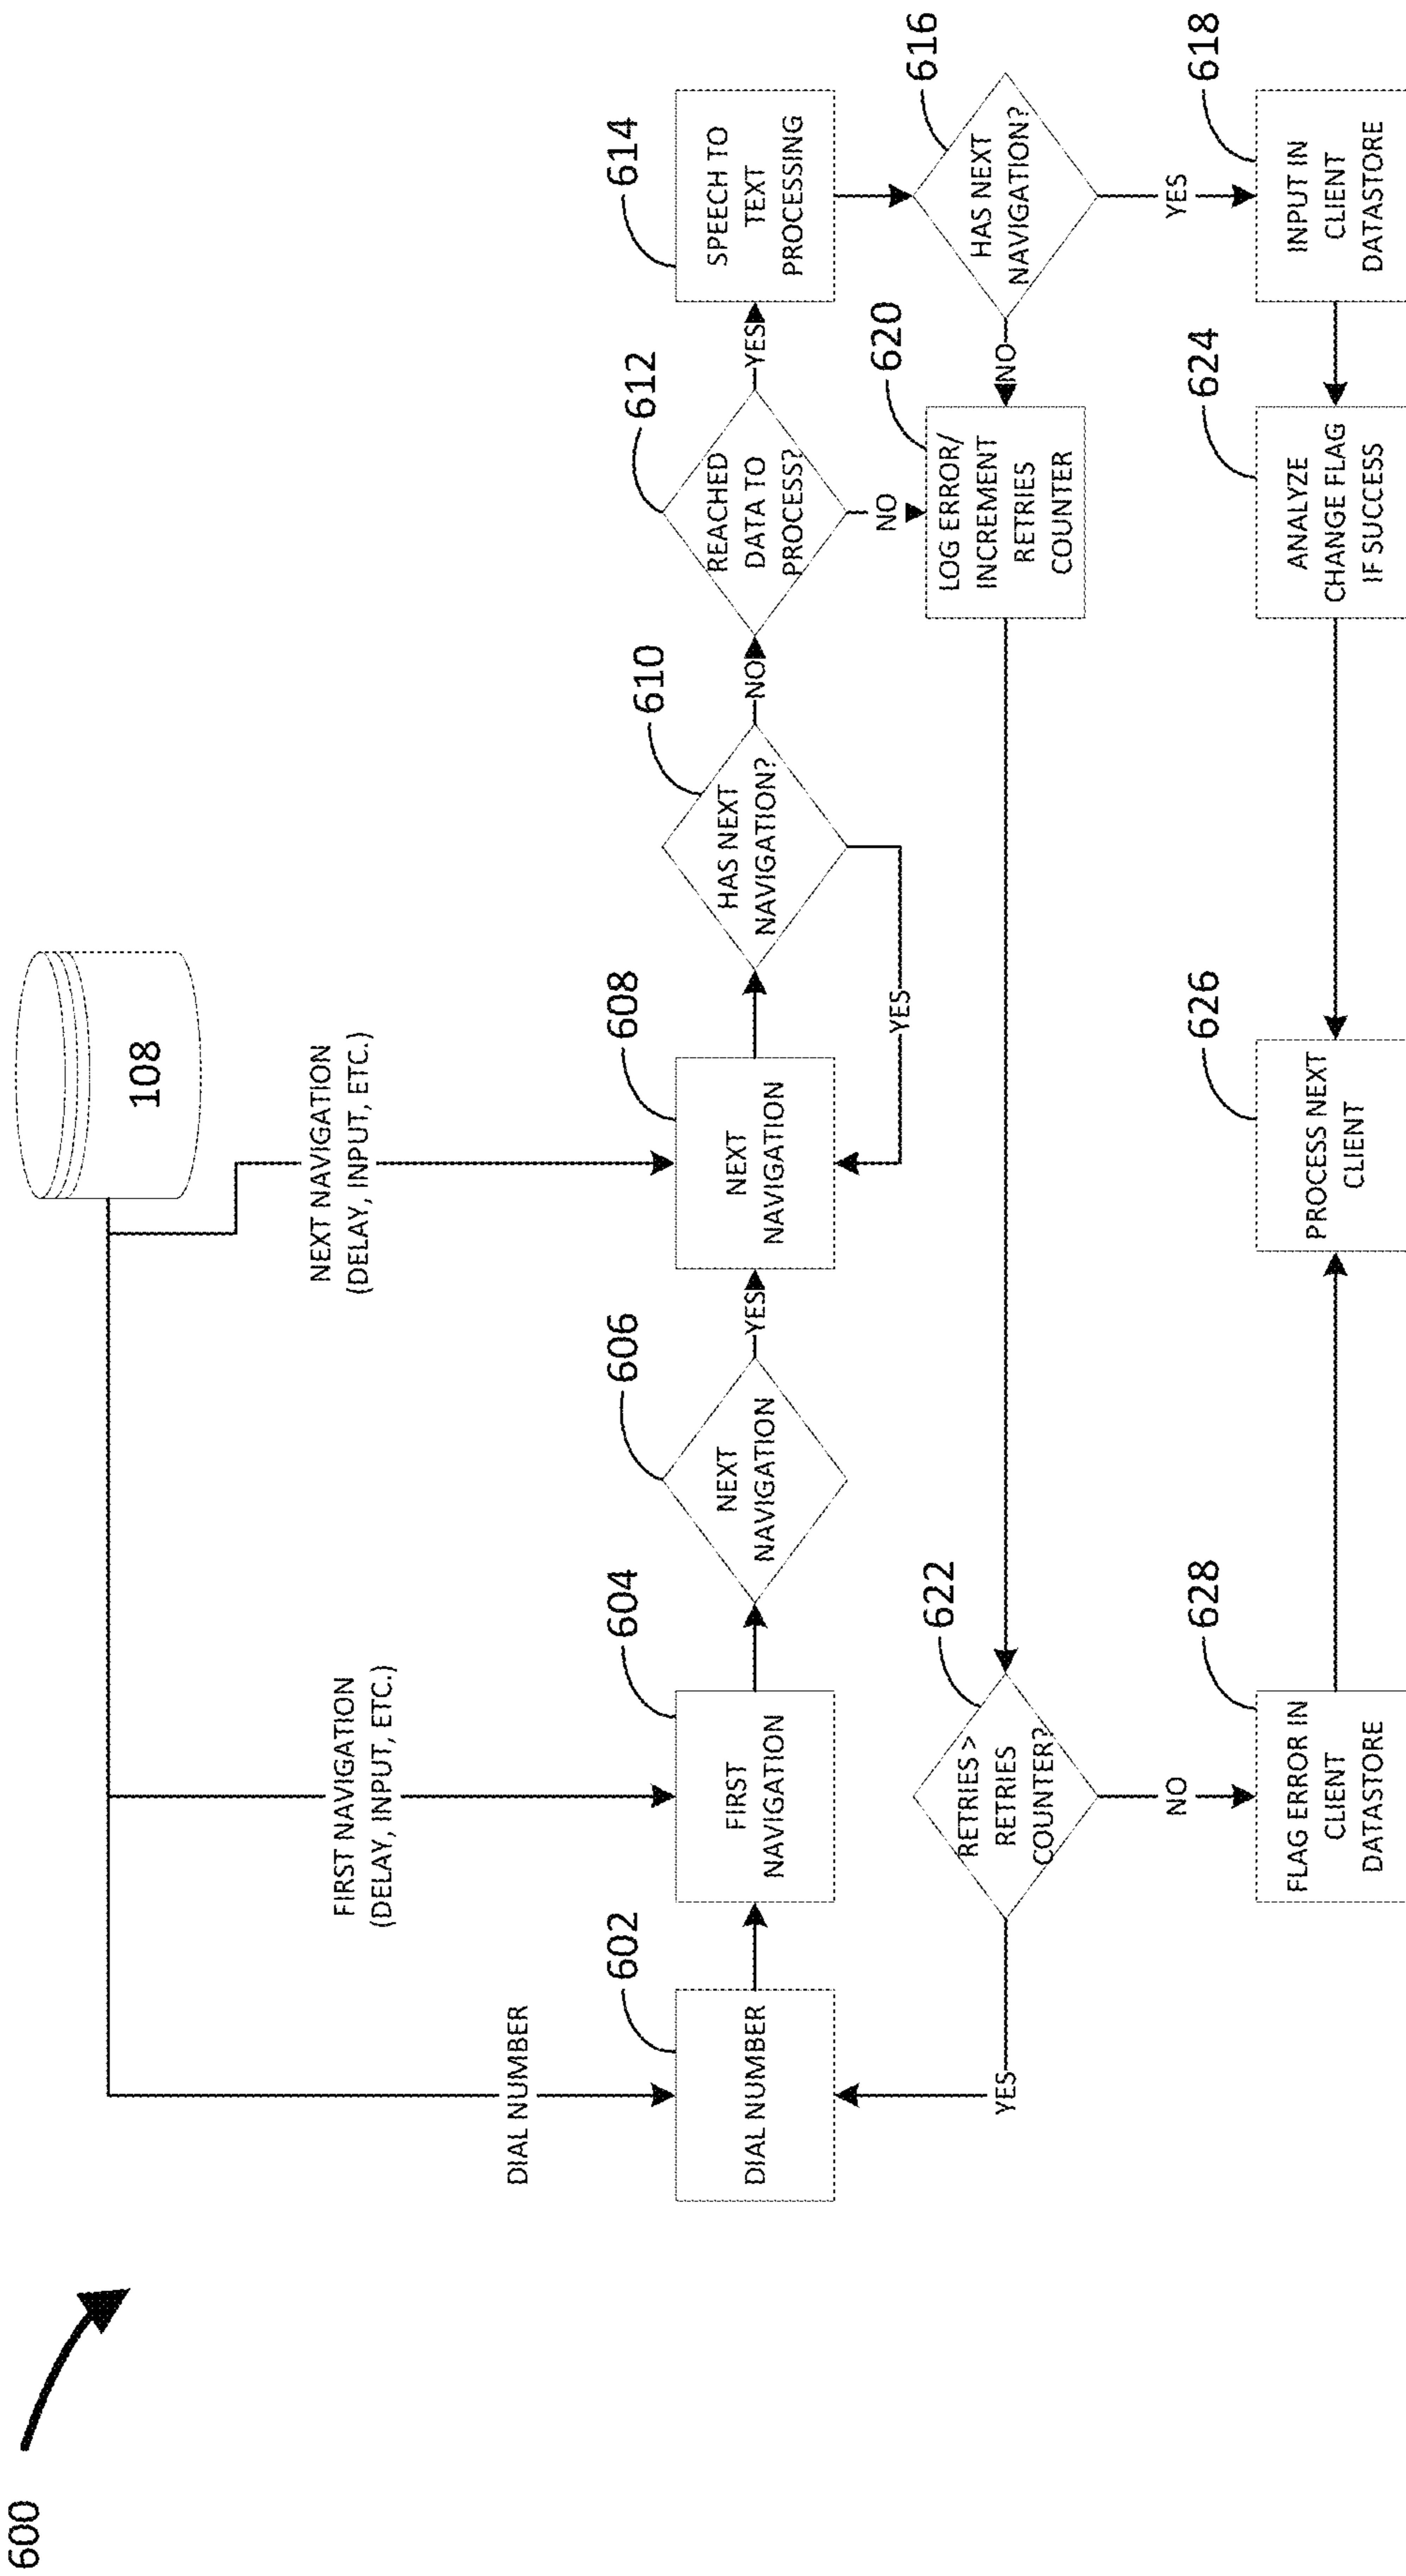 600
108
DIAL NUMBER
FIRST NAVIGATION
(DELAY, INPUT, ETC.)
NEXT NAVIGATION
(DELAY, INPUT, ETC.)
602
DIAL NUMBER
604
FIRST
NAVIGATION
606
NEXT
NAVIGATION
YES
608
NEXT
NAVIGATION
610
HAS NEXT
NAVIGATION?
YES
NO
612
REACHED
DATA TO
PROCESS?
YES
NO
614
SPEECH TO
TEXT
PROCESSING
616
HAS NEXT
NAVIGATION?
NO
YES
620
LOG ERROR/
INCREMENT
RETRIES
COUNTER
622
RETRIES >
RETRIES
COUNTER?
YES
NO
628
FLAG ERROR IN
CLIENT
DATASTORE
626
PROCESS NEXT
CLIENT
624
ANALYZE
CHANGE FLAG
IF SUCCESS
618
INPUT IN
CLIENT
DATASTORE